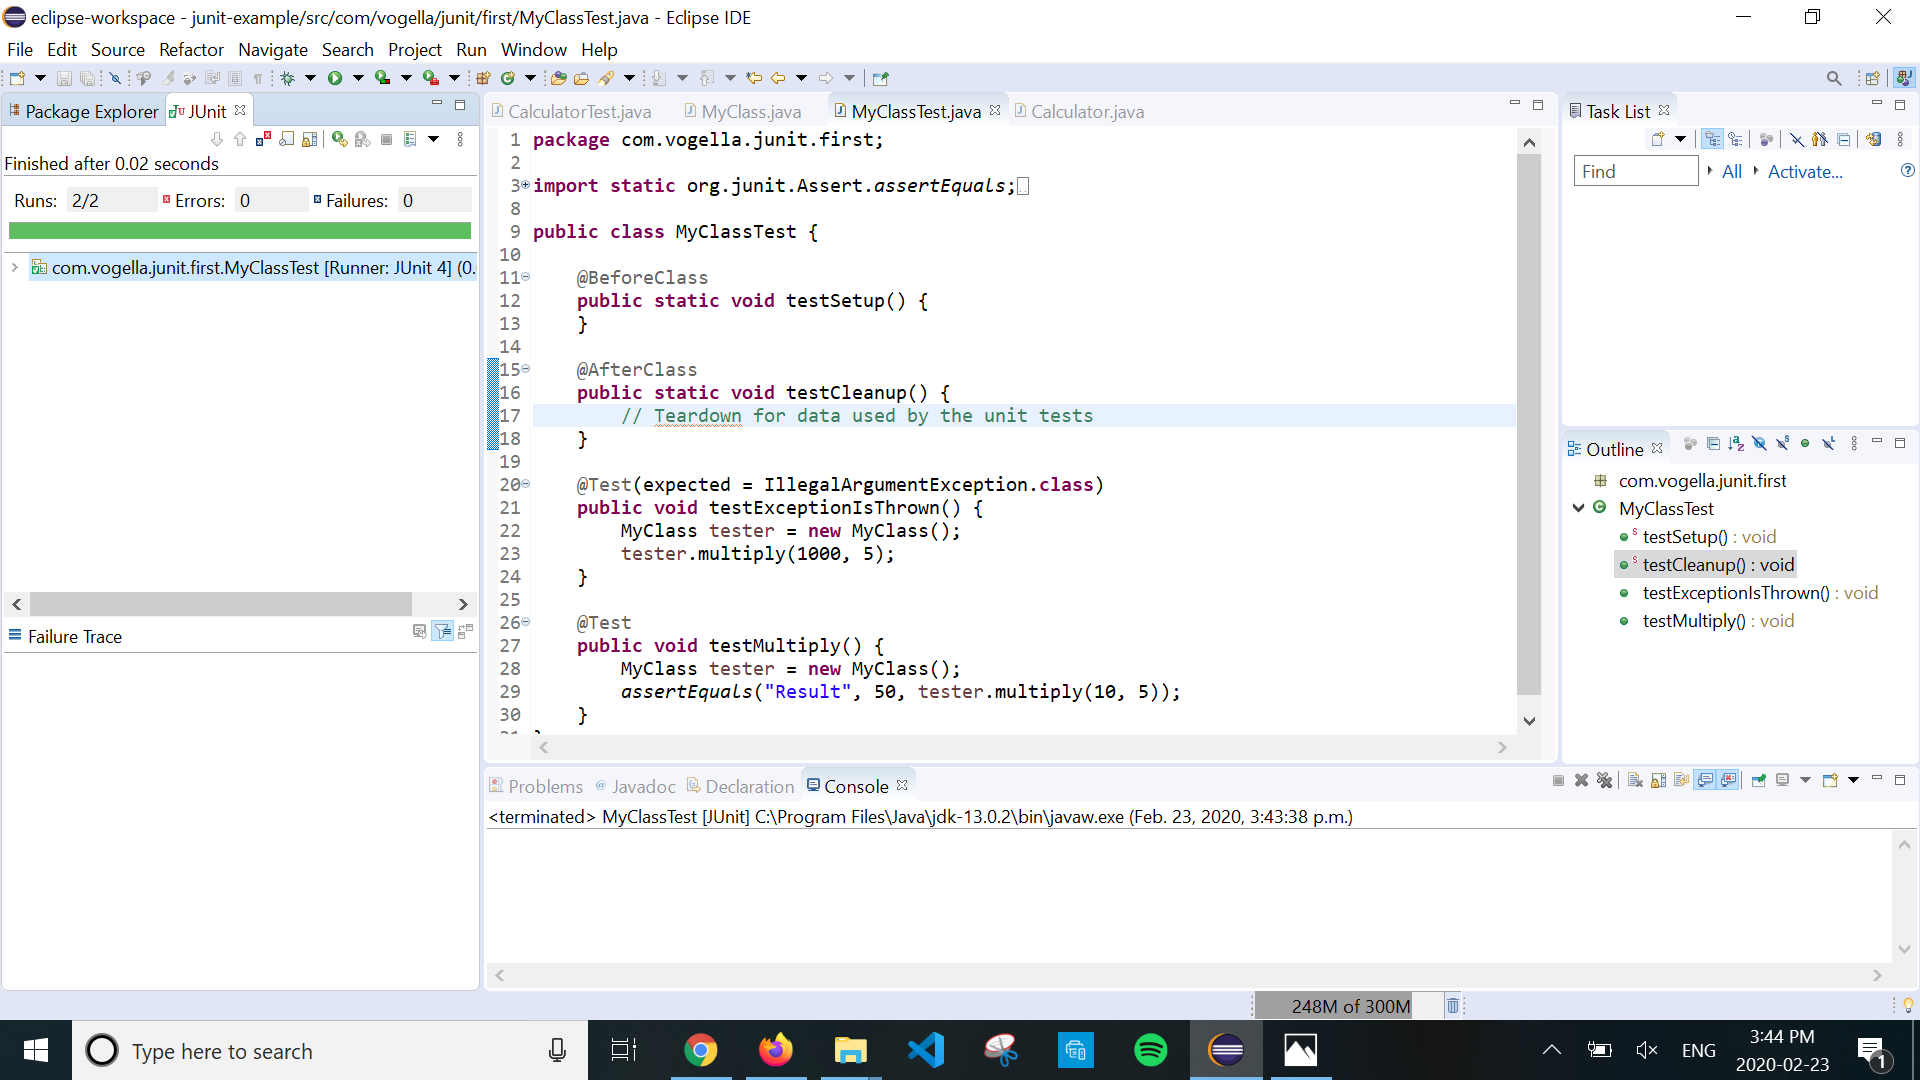 eclipse-workspace - junit-example/src/com/vogella/junit/first/MyClassTest.java - Eclipse IDE
File Edit Source Refactor Navigate Search Project Run Window Help
Package Explorer JUnit
Finished after 0.02 seconds
Runs: 2/2 Errors: 0 Failures: 0
com.vogella.junit.first.MyClassTest [Runner: JUnit 4] (0.
Failure Trace
CalculatorTest.java MyClass.java MyClassTest.java Calculator.java
1 package com.vogella.junit.first;
2
3 import static org.junit.Assert.assertEquals;
8
9 public class MyClassTest {
10
11 @BeforeClass
12 public static void testSetup() {
13 }
14
15 @AfterClass
16 public static void testCleanup() {
17 // Teardown for data used by the unit tests
18 }
19
20 @Test(expected = IllegalArgumentException.class)
21 public void testExceptionIsThrown() {
22 MyClass tester = new MyClass();
23 tester.multiply(1000, 5);
24 }
25
26 @Test
27 public void testMultiply() {
28 MyClass tester = new MyClass();
29 assertEquals("Result", 50, tester.multiply(10, 5));
30 }
Task List
Find All Activate...
Outline
com.vogella.junit.first
MyClassTest
testSetup() : void
testCleanup() : void
testExceptionIsThrown() : void
testMultiply() : void
Problems Javadoc Declaration Console
<terminated> MyClassTest [JUnit] C:\Program Files\Java\jdk-13.0.2\bin\javaw.exe (Feb. 23, 2020, 3:43:38 p.m.)
248M of 300M
Type here to search
ENG
3:44 PM
2020-02-23
1